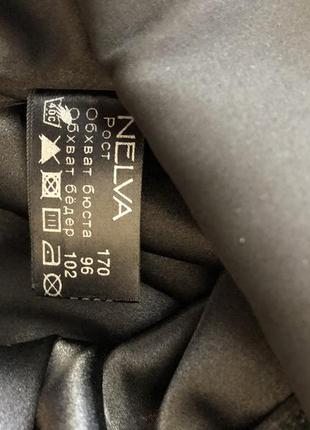 NELVA
Рост 170
Обхват бюста 96
Обхват бёдер 102
40C
A